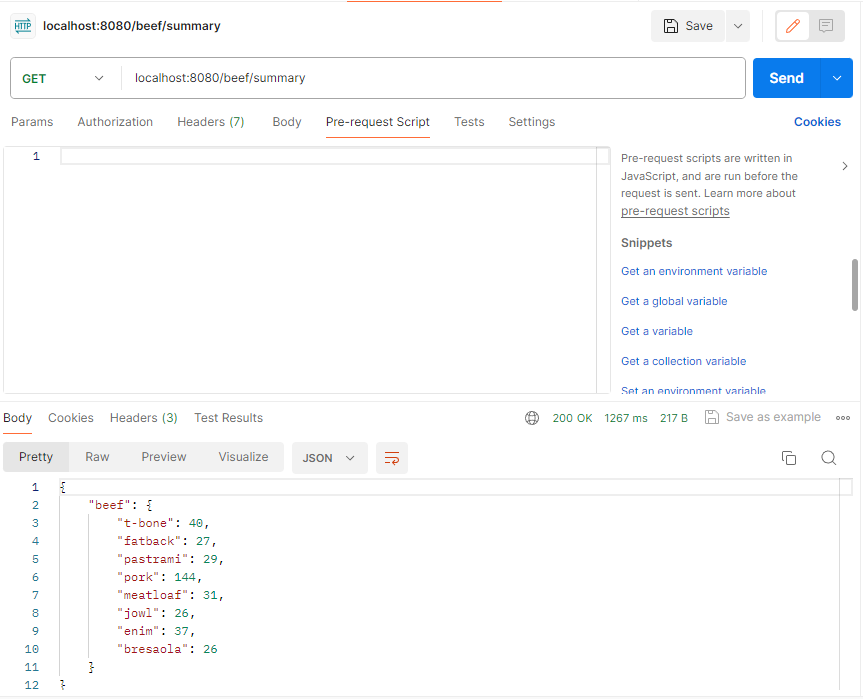 HTTP localhost:8080/beef/summary Save
GET localhost:8080/beef/summary Send
Params Authorization Headers (7) Body Pre-request Script Tests Settings Cookies
1
Pre-request scripts are written in
JavaScript, and are run before the
request is sent. Learn more about
pre-request scripts
Snippets
Get an environment variable
Get a global variable
Get a variable
Get a collection variable
Set an environment variable
Body Cookies Headers (3) Test Results 200 OK 1267 ms 217 B Save as example
Pretty Raw Preview Visualize JSON
1 {
2 "beef": {
3 "t-bone": 40,
4 "fatback": 27,
5 "pastrami": 29,
6 "pork": 144,
7 "meatloaf": 31,
8 "jowl": 26,
9 "enim": 37,
10 "bresaola": 26
11 }
12 }